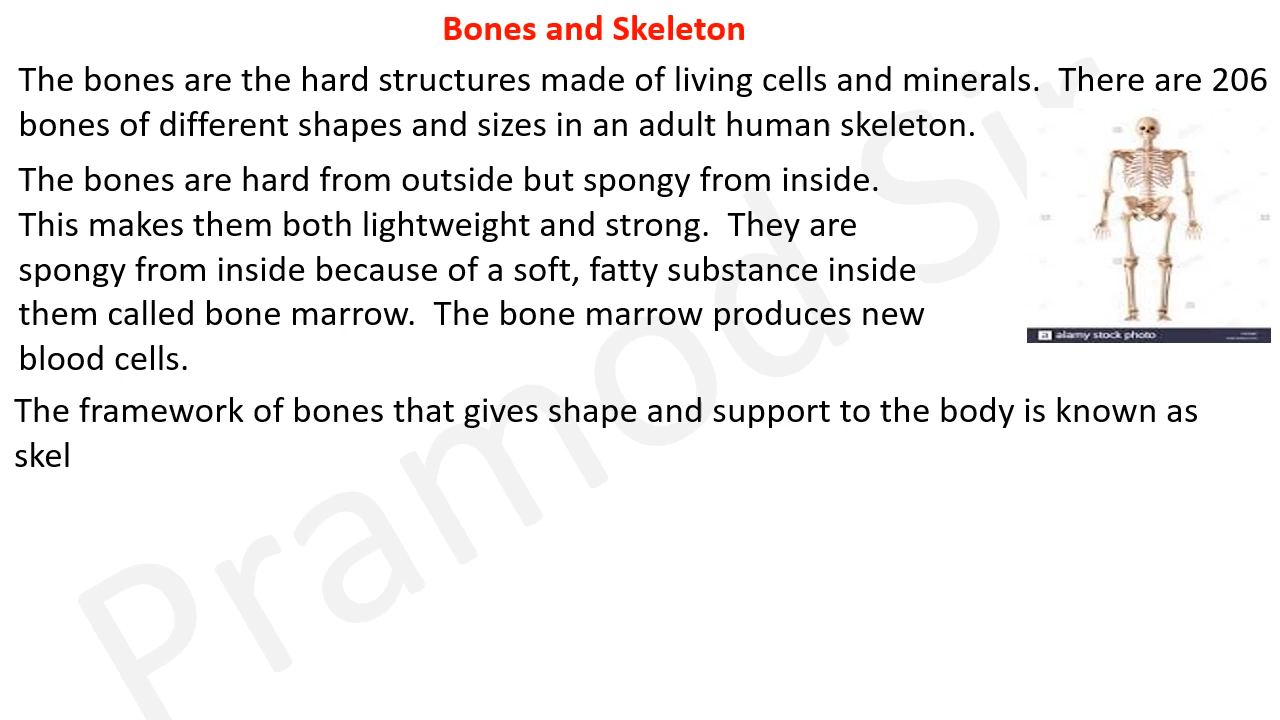 Bones and Skeleton
The bones are the hard structures made of living cells and minerals.  There are 206
bones of different shapes and sizes in an adult human skeleton.
The bones are hard from outside but spongy from inside.
This makes them both lightweight and strong.  They are
spongy from inside because of a soft, fatty substance inside
them called bone marrow.  The bone marrow produces new
blood cells.
a alamy stock photo
The framework of bones that gives shape and support to the body is known as
skel
Pramod Sir